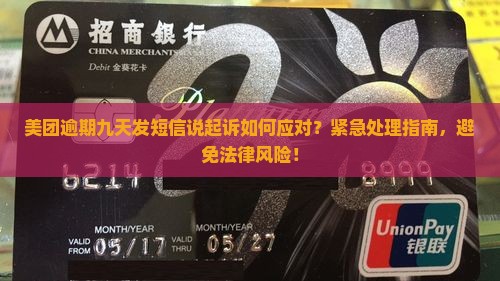 招商銀行
CHINA MERCHANTS BANK
Debit 金葵花卡
美团逾期九天发短信说起诉如何应对？紧急处理指南，避
免法律风险！
6214 8999
MONTH/YEAR MONTH/YEAR
VALID FROM 05/17 VALID THRU 05/27
UnionPay
银联